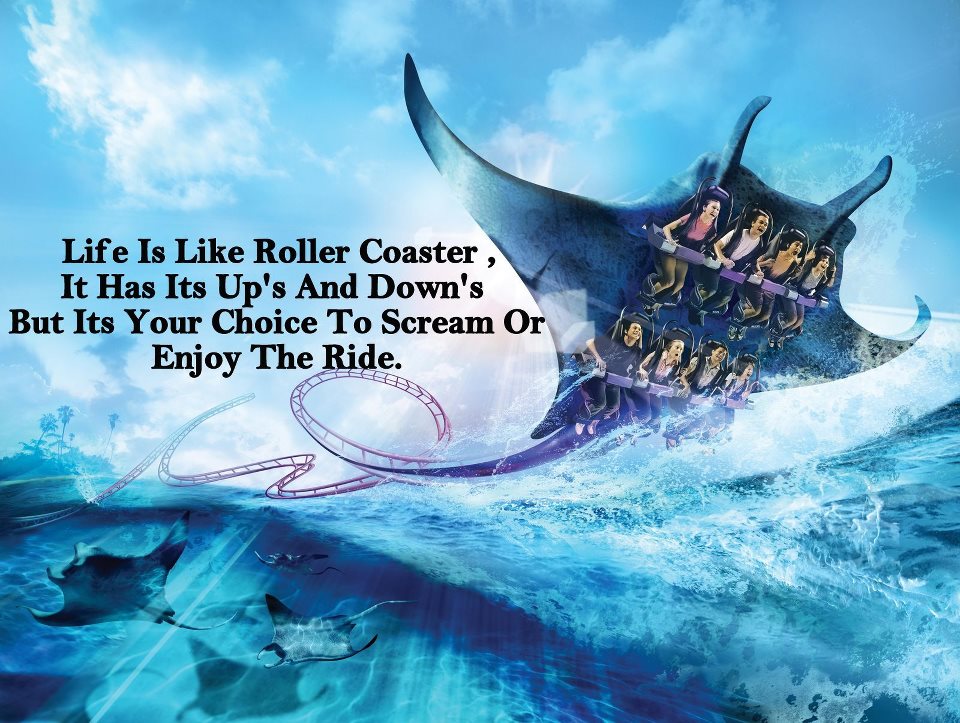 Life Is Like Roller Coaster ,
It Has Its Up's And Down's
But Its Your Choice To Scream Or
Enjoy The Ride.